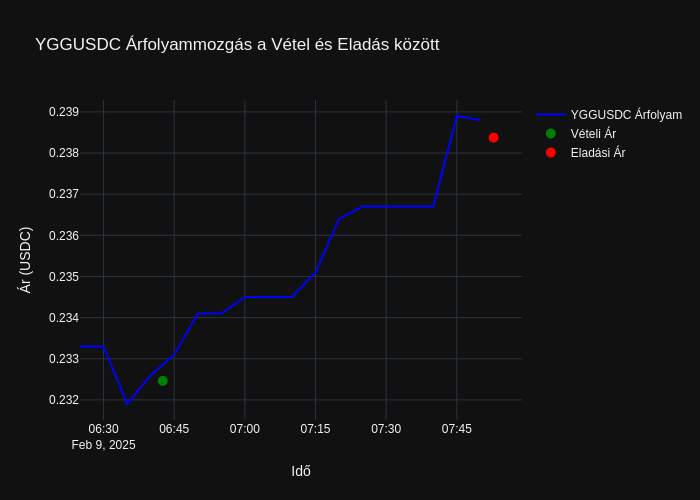 YGGUSDC Árfolyammozgás a Vétel és Eladás között
YGGUSDC Árfolyam
Vételi Ár
Eladási Ár
Ár (USDC)
0.239
0.238
0.237
0.236
0.235
0.234
0.233
0.232
06:30 06:45 07:00 07:15 07:30 07:45
Feb 9, 2025
Idő